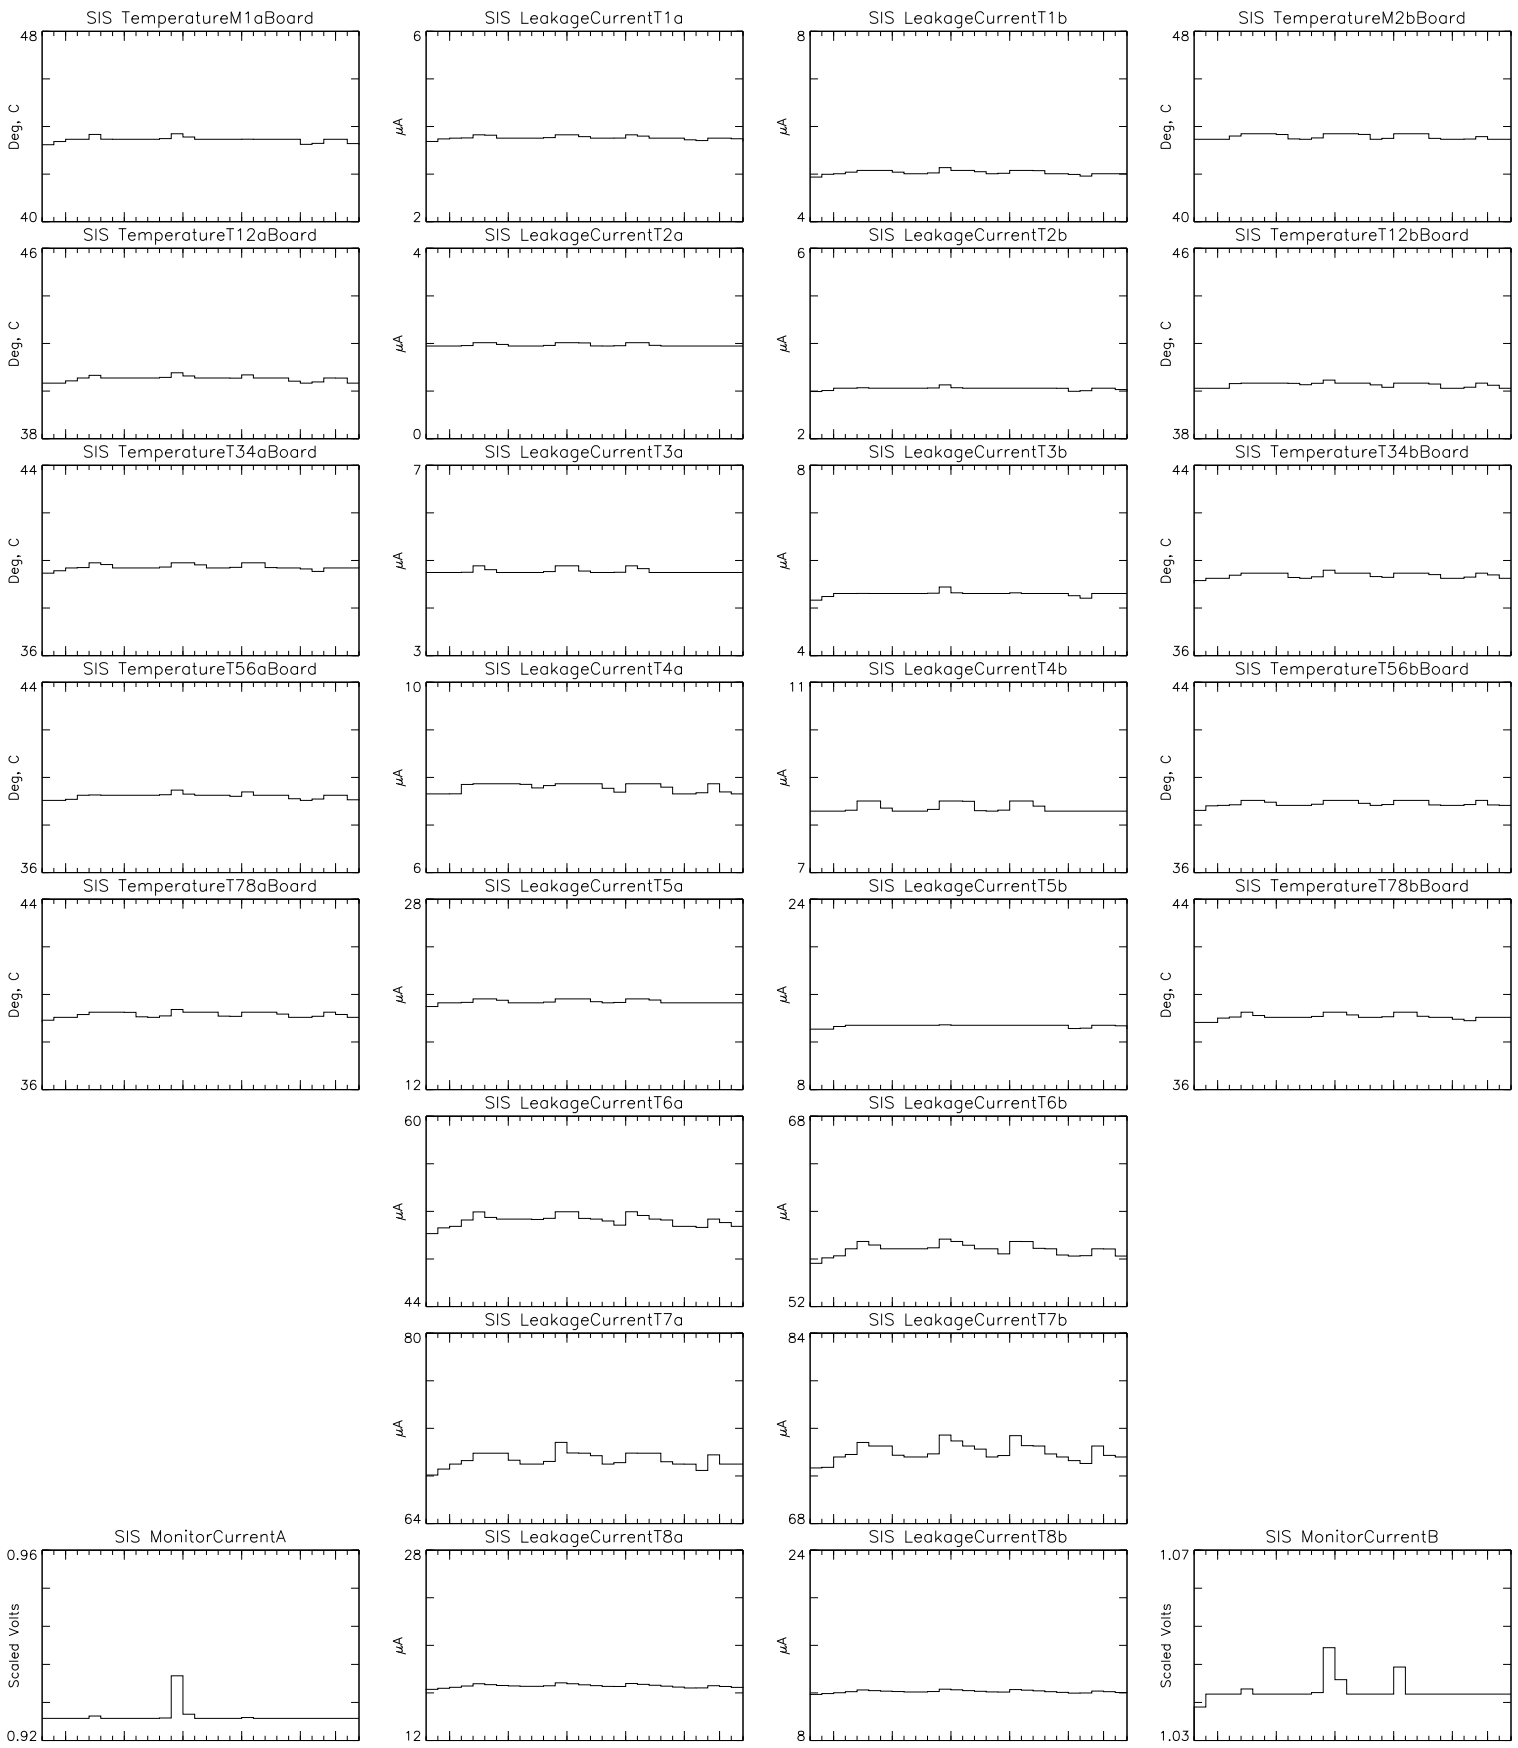 SIS TemperatureM1aBoard SIS LeakageCurrentT1a SIS LeakageCurrentT1b SIS TemperatureM2bBoard
48 6 8 48
Deg, C µA µA Deg, C
40 2 4 40
SIS TemperatureT12aBoard SIS LeakageCurrentT2a SIS LeakageCurrentT2b SIS TemperatureT12bBoard
46 4 6 46
Deg, C µA µA Deg, C
38 0 2 38
SIS TemperatureT34aBoard SIS LeakageCurrentT3a SIS LeakageCurrentT3b SIS TemperatureT34bBoard
44 7 8 44
Deg, C µA µA Deg, C
36 3 4 36
SIS TemperatureT56aBoard SIS LeakageCurrentT4a SIS LeakageCurrentT4b SIS TemperatureT56bBoard
44 10 11 44
Deg, C µA µA Deg, C
36 6 7 36
SIS TemperatureT78aBoard SIS LeakageCurrentT5a SIS LeakageCurrentT5b SIS TemperatureT78bBoard
44 28 24 44
Deg, C µA µA Deg, C
36 12 8 36
SIS LeakageCurrentT6a SIS LeakageCurrentT6b
60 68
µA µA
44 52
SIS LeakageCurrentT7a SIS LeakageCurrentT7b
80 84
µA µA
64 68
SIS MonitorCurrentA SIS LeakageCurrentT8a SIS LeakageCurrentT8b SIS MonitorCurrentB
0.96 28 24 1.07
Scaled Volts µA µA Scaled Volts
0.92 12 8 1.03